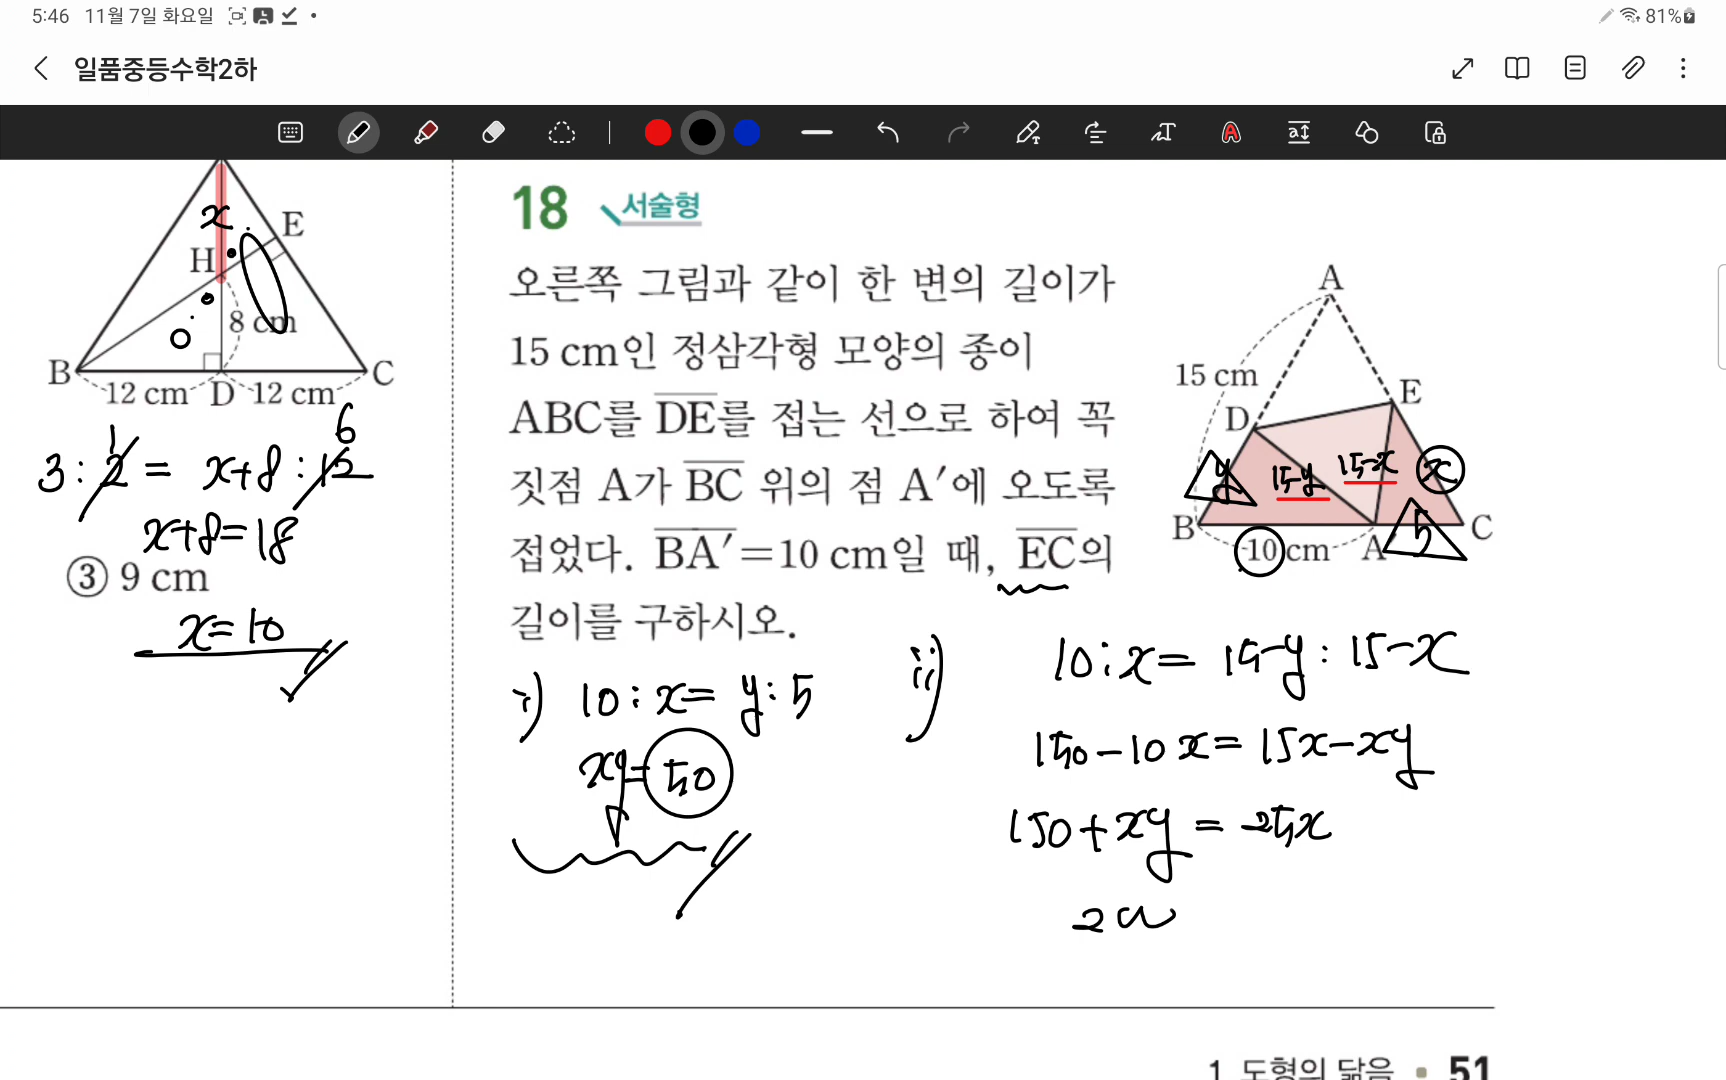 5:46 11월 7일 화요일
81%
일품중등수학2하
x
E
H
8 cm
B
C
12 cm D 12 cm
3 : 2 = x+8 : 12
1
6
x+8=18
③ 9 cm
x=10
18 서술형
오른쪽 그림과 같이 한 변의 길이가
15 cm인 정삼각형 모양의 종이
ABC를 DE를 접는 선으로 하여 꼭
짓점 A가 BC 위의 점 A′에 오도록
접었다. BA′=10 cm일 때, EC의
길이를 구하시오.
A
15 cm
E
D
y 15-y 15-x x
B
C
10 cm A′ 5
i) 10 : x = y : 5
xy=50
ii) 10 : x = 15-y : 15-x
150-10x=15x-xy
150+xy=25x
1 도형의 닮음 • 51